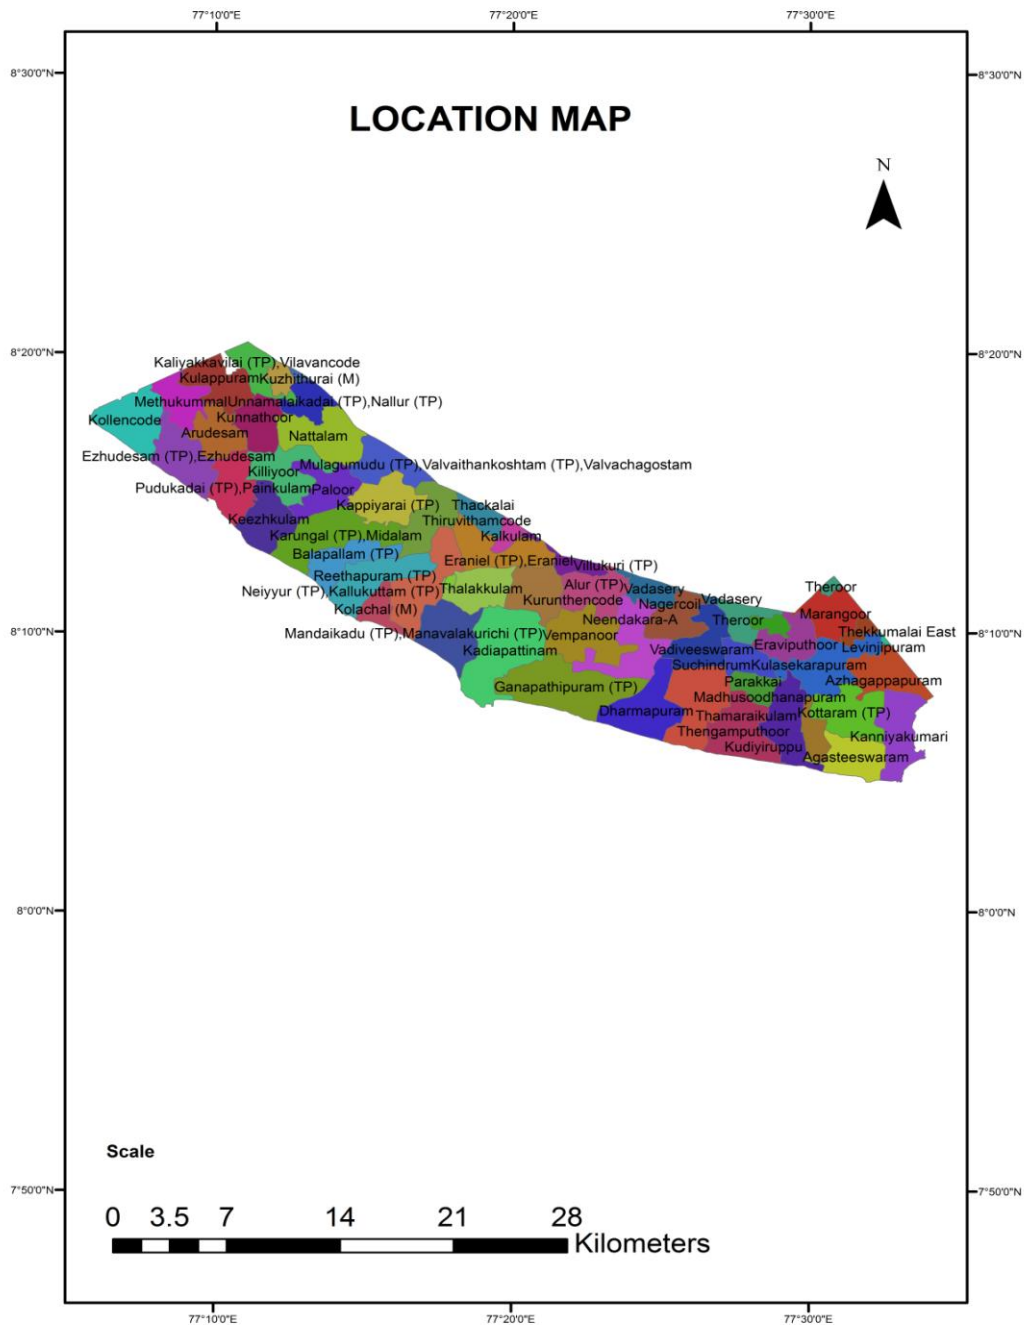 77°10'0"E 77°20'0"E 77°30'0"E
8°30'0"N 8°30'0"N
LOCATION MAP
N
8°20'0"N 8°20'0"N
Kaliyakkavilai (TP),Vilavancode
Kulappuram Kuzhithurai (M)
Methukummal Unnamalaikadai (TP),Nallur (TP)
Kollencode Kunnathoor
Arudesam Nattalam
Ezhudesam (TP),Ezhudesam
Mulagumudu (TP),Valvaithankoshtam (TP),Valvachagostam
Killiyoor
Pudukadai (TP),Painkulam Paloor
Kappiyarai (TP) Thackalai
Keezhkulam Thiruvithamcode
Karungal (TP),Midalam Kalkulam
Balapallam (TP) Eraniel (TP),Eraniel Villukuri (TP)
Reethapuram (TP)
Neiyyur (TP),Kallukuttam (TP) Thalakkulam Alur (TP) Vadasery Theroor
Kurunthencode Nagercoil Vadasery
Kolachal (M) Neendakara-A Theroor Marangoor
Mandaikadu (TP),Manavalakurichi (TP) Vempanoor Thekkumalai East
8°10'0"N 8°10'0"N
Kadiapattinam Vadiveeswaram Eraviputhoor Levinjipuram
Suchindrum Kulasekarapuram
Ganapathipuram (TP) Parakkai Azhagappapuram
Madhusoodhanapuram
Dharmapuram Thamaraikulam Kottaram (TP)
Thengamputhoor Kanniyakumari
Kudiyiruppu Agasteeswaram
8°0'0"N 8°0'0"N
Scale
7°50'0"N 7°50'0"N
0 3.5 7 14 21 28
Kilometers
77°10'0"E 77°20'0"E 77°30'0"E